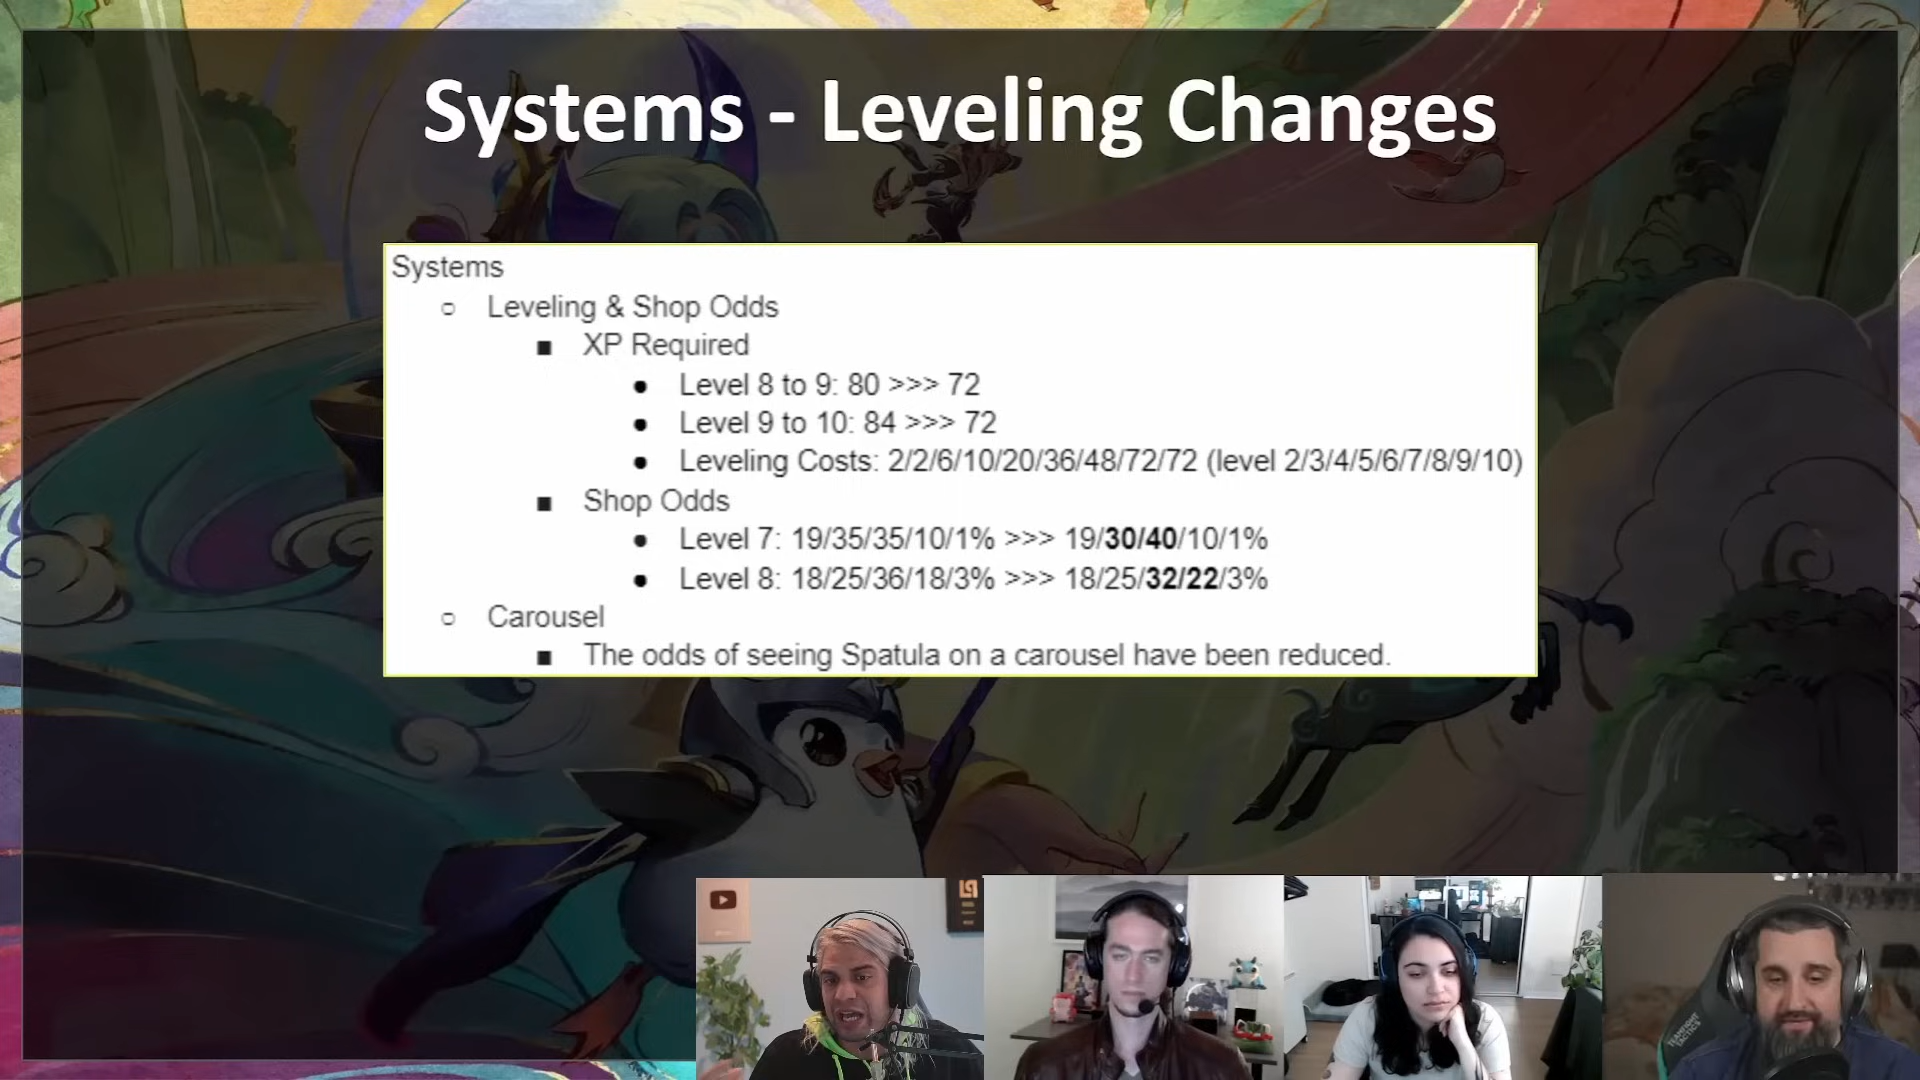 Systems - Leveling Changes
Systems
Leveling & Shop Odds
XP Required
Level 8 to 9: 80 >>> 72
Level 9 to 10: 84 >>> 72
Leveling Costs: 2/2/6/10/20/36/48/72/72 (level 2/3/4/5/6/7/8/9/10)
Shop Odds
Level 7: 19/35/35/10/1% >>> 19/30/40/10/1%
Level 8: 18/25/36/18/3% >>> 18/25/32/22/3%
Carousel
The odds of seeing Spatula on a carousel have been reduced.
TEAMFIGHT
TACTICS